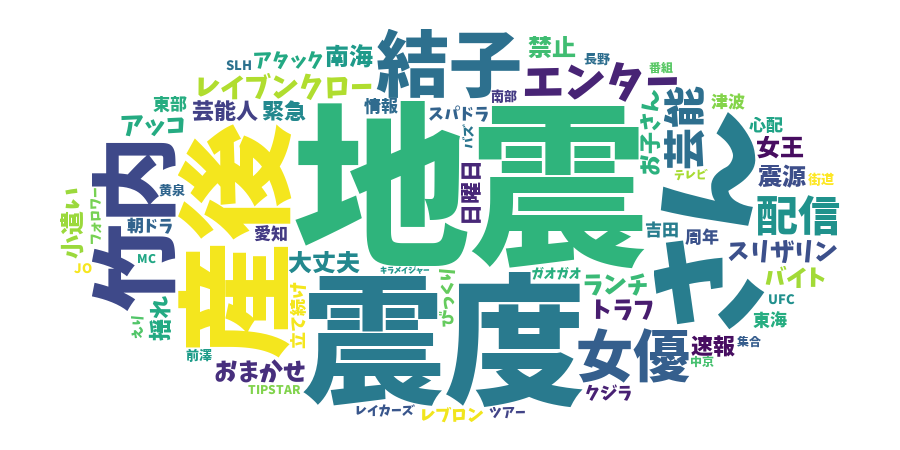 結子
禁止
長野
番組
SLH
アタック
南海
エンタ一
レイブンクロー
南部
東部
芸能人
緊急
情報
スパドラ
お子さん
芸能
津波
アッコ
地震
バズ
心配
女王
竹内
産後
黄泉
日曜日
テレビ
震源
街道
小遣い
フォロワー
朝ドラ
愛知
ん
配信
吉田
周年
スリザリン
MC
大丈夫
JO
キラメイジャー
びっくり
ガオガオ
ランチ
ヤン
バイト
えり
揺れ
立て続け
震度
トラフ
UFC
東海
前澤
女優
速報
集合
中京
おまかせ
TIPSTAR
クジラ
レイカーズ
レブロン
ツアー